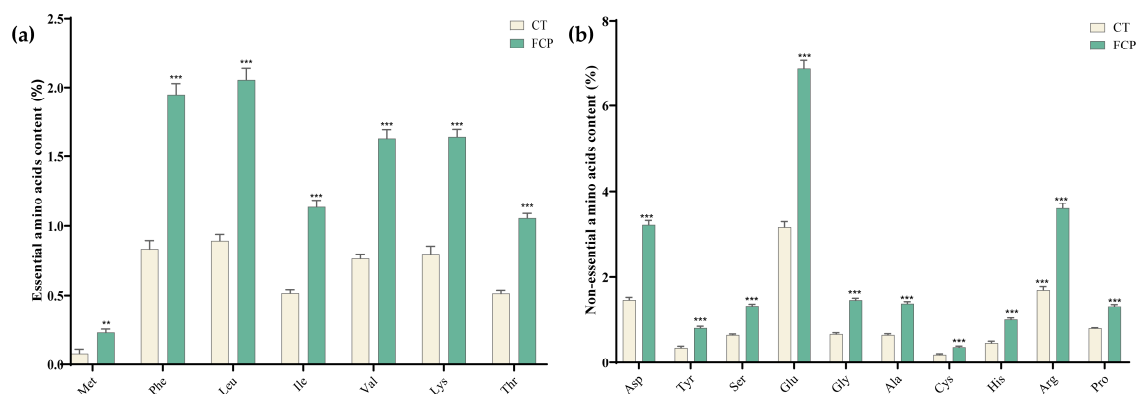 (a)
Essential amino acids content (%)
2.5
2.0
1.5
1.0
0.5
0.0
CT
FCP
**
***
***
***
***
***
***
Met
Phe
Leu
Ile
Val
Lys
Thr
(b)
Non-essential amino acids content (%)
8
6
4
2
0
CT
FCP
***
***
***
***
***
***
***
***
***
***
***
Asp
Tyr
Ser
Glu
Gly
Ala
Cys
His
Arg
Pro